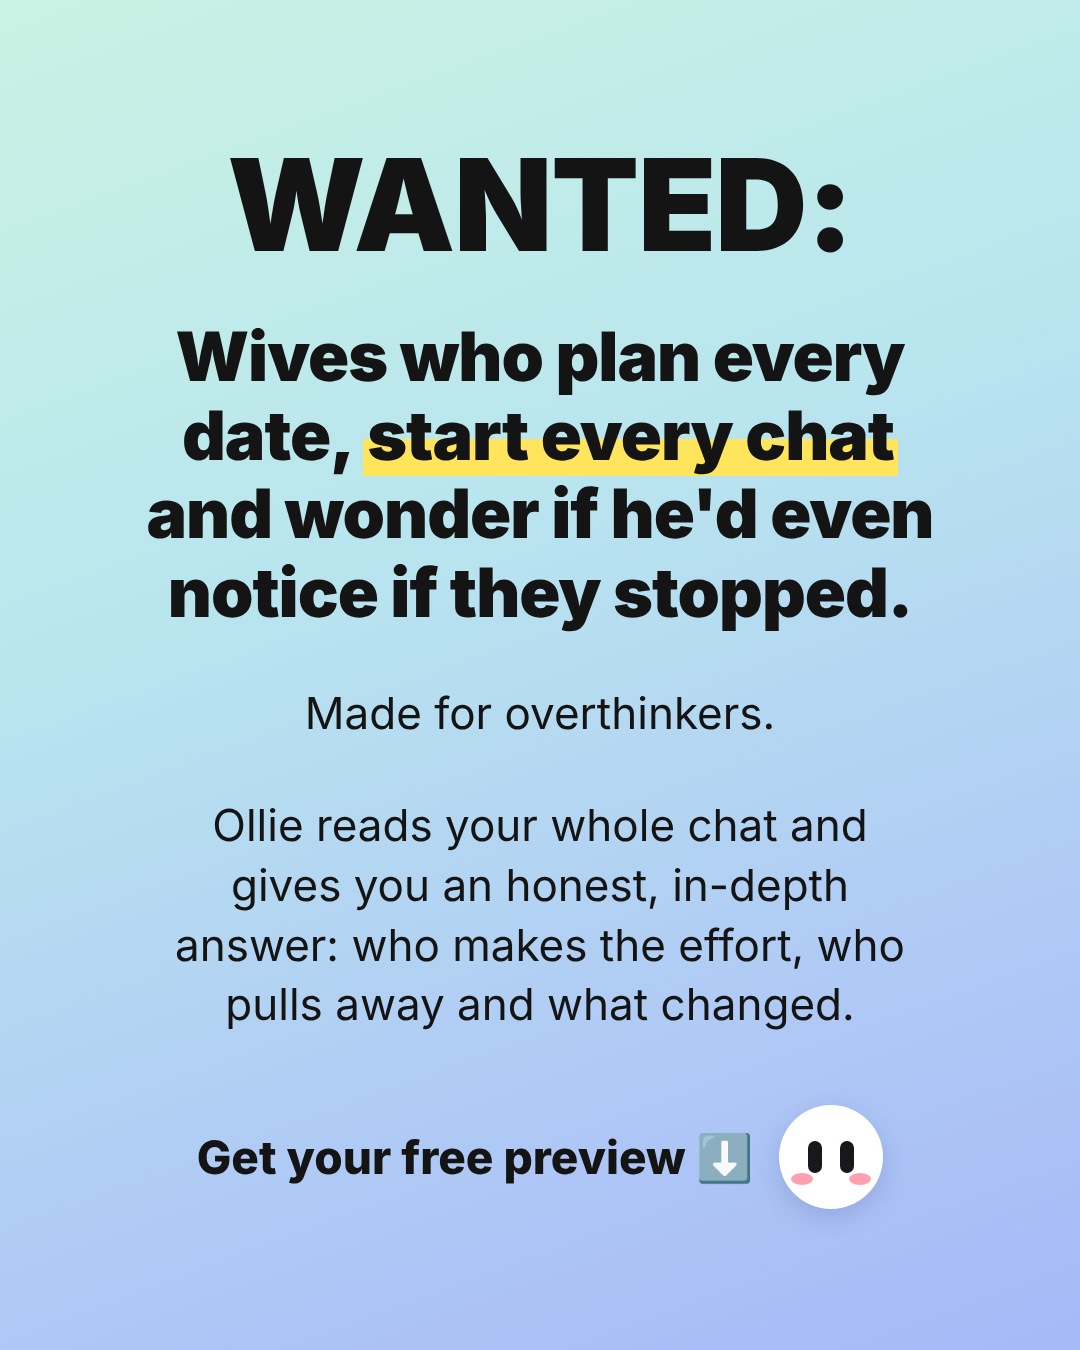 WANTED:
Wives who plan every
date, start every chat
and wonder if he'd even
notice if they stopped.
Made for overthinkers.
Ollie reads your whole chat and
gives you an honest, in-depth
answer: who makes the effort, who
pulls away and what changed.
Get your free preview ⬇️